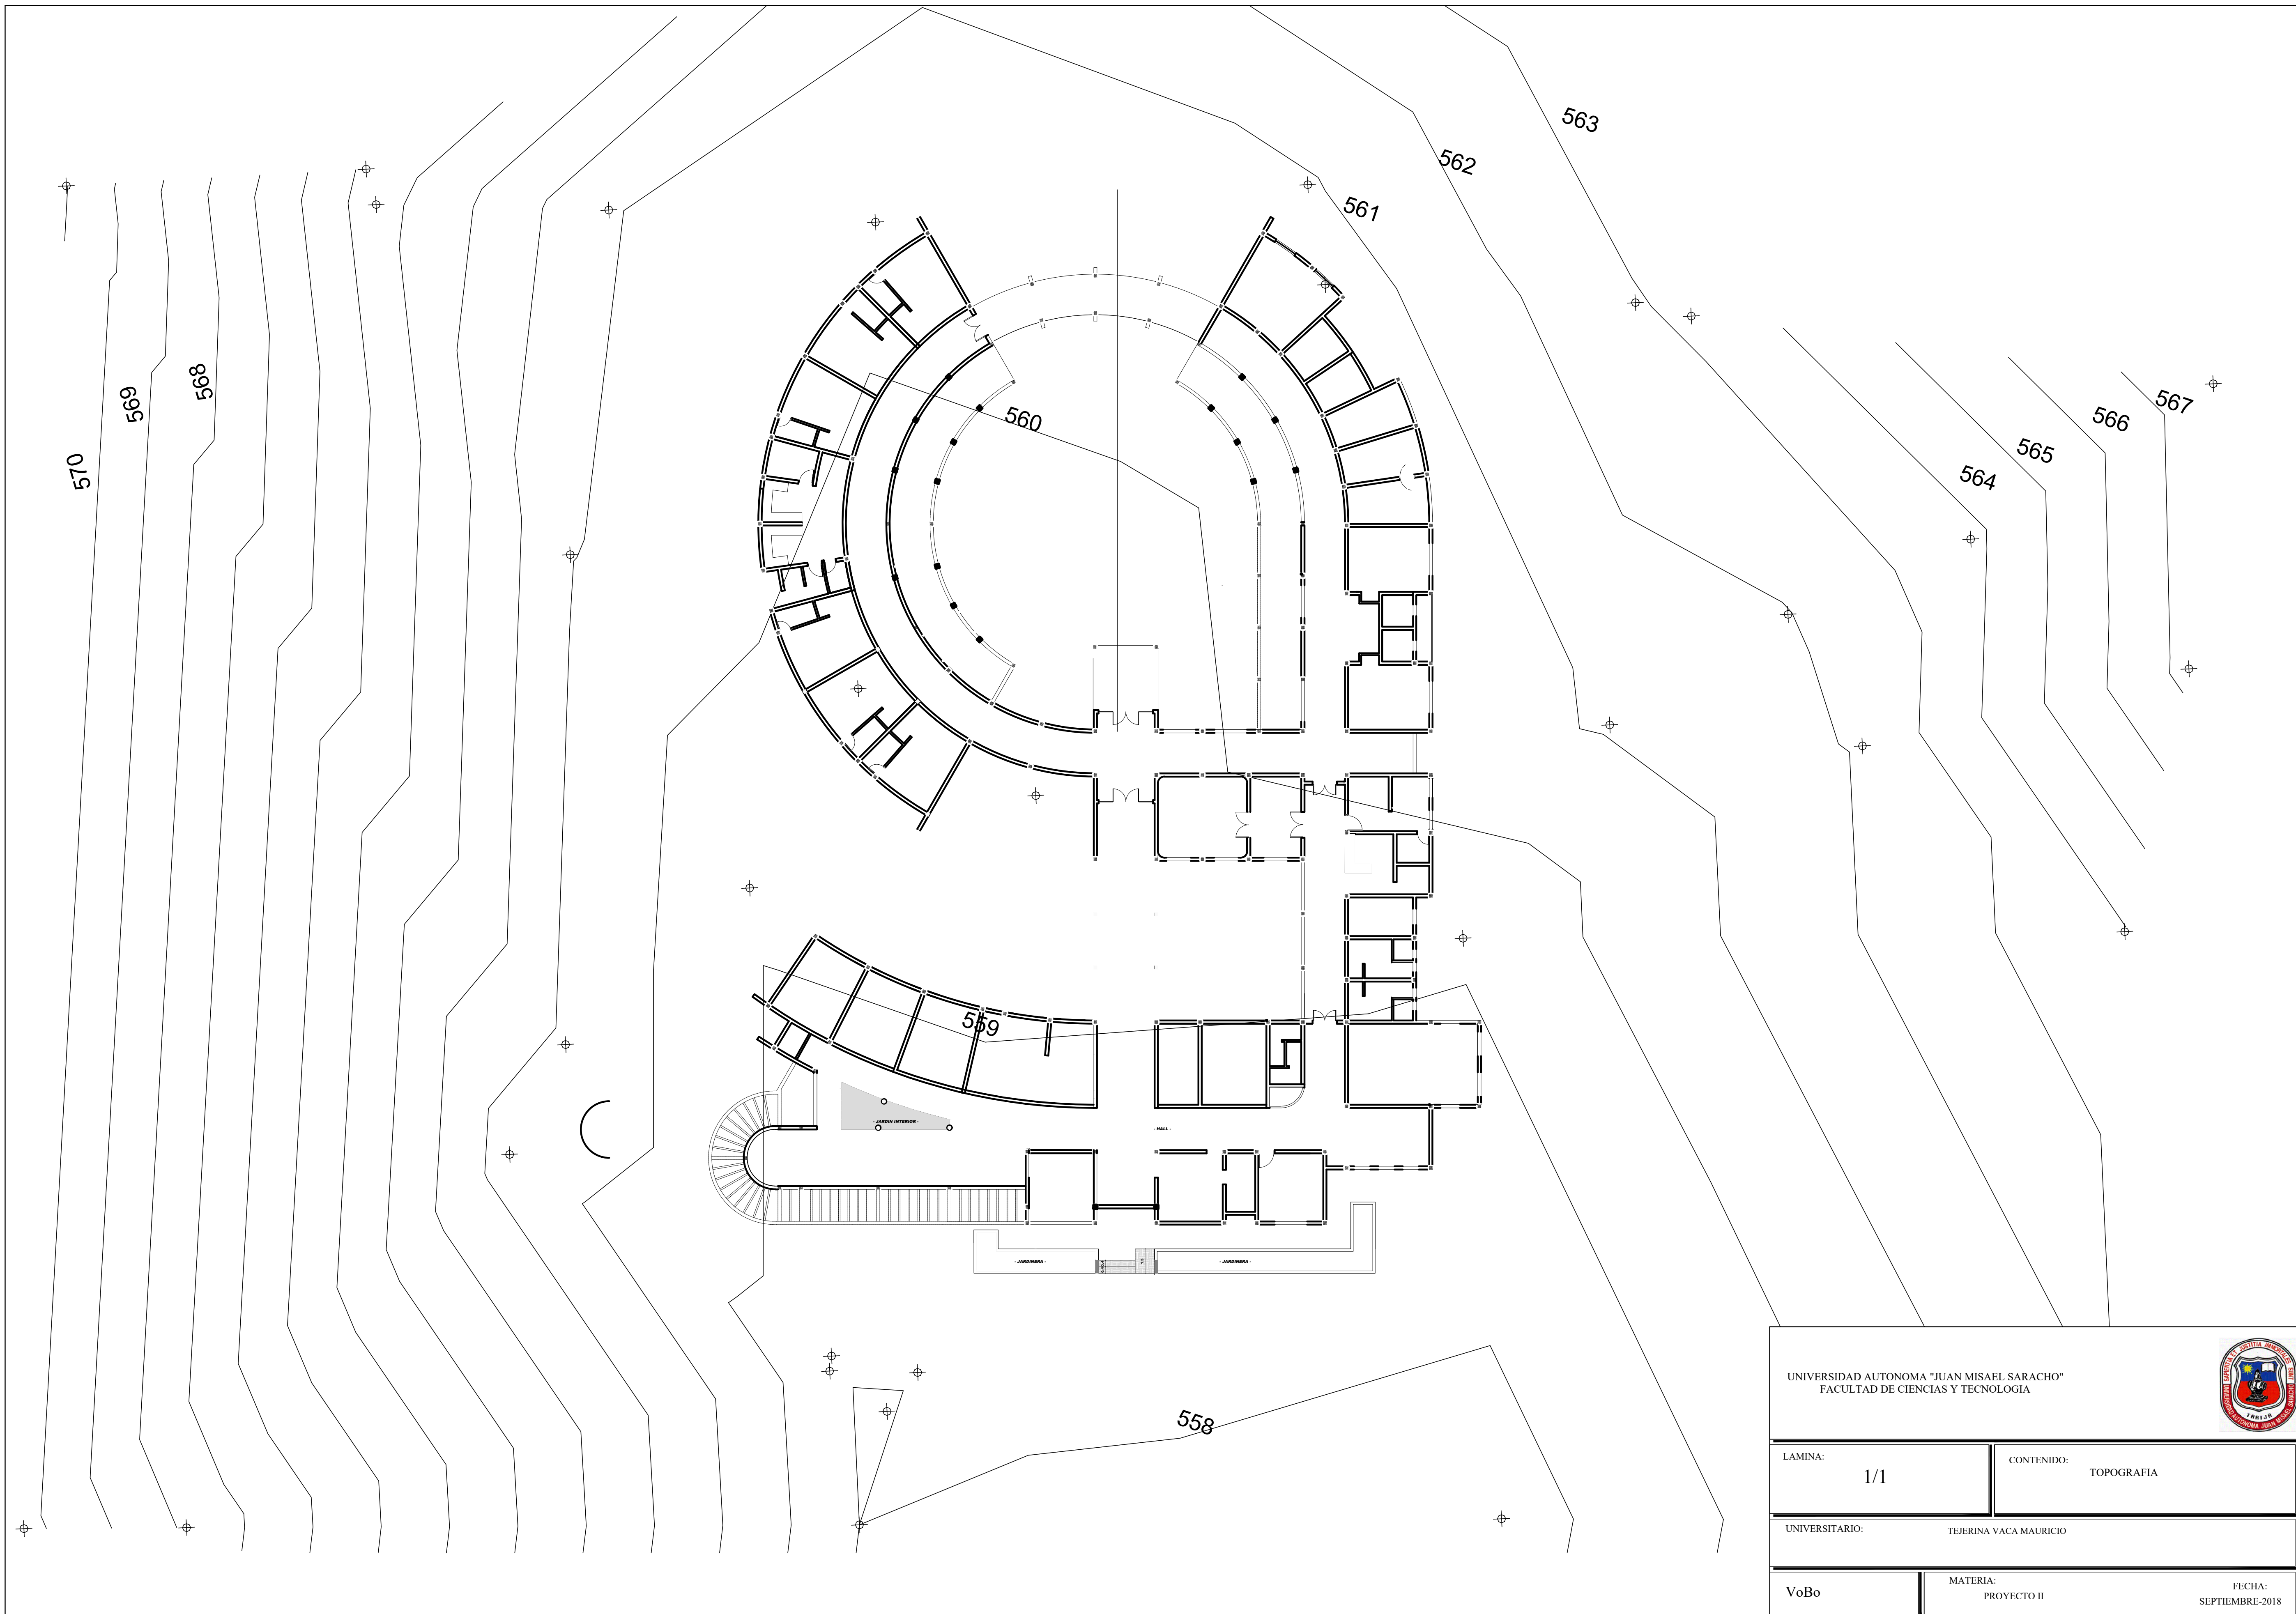 563
562
561
568
569
570
560
567
566
565
564
559
- JARDIN INTERIOR -
- HALL -
- JARDINERA -
- JARDINERA -
558
UNIVERSIDAD AUTONOMA "JUAN MISAEL SARACHO"
FACULTAD DE CIENCIAS Y TECNOLOGIA
LAMINA:
1/1
CONTENIDO:
TOPOGRAFIA
UNIVERSITARIO:
TEJERINA VACA MAURICIO
VoBo
MATERIA:
PROYECTO II
FECHA:
SEPTIEMBRE-2018